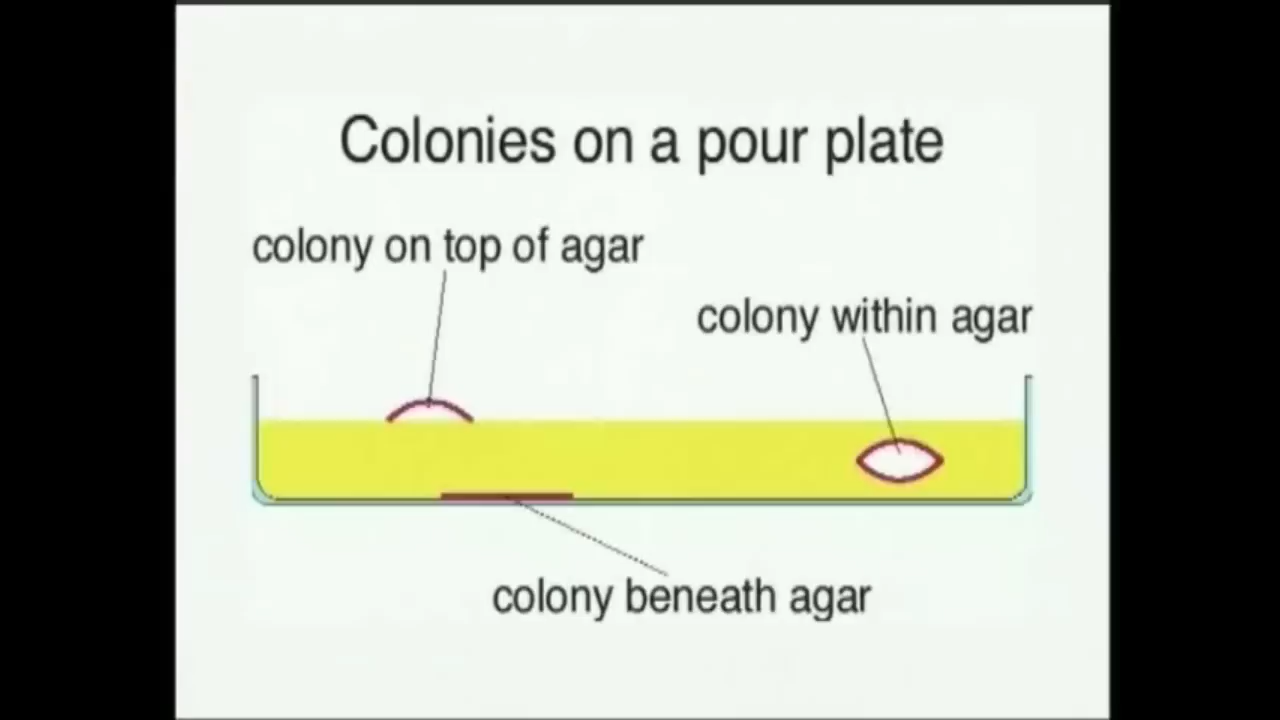 Colonies on a pour plate
colony on top of agar
colony within agar
colony beneath agar